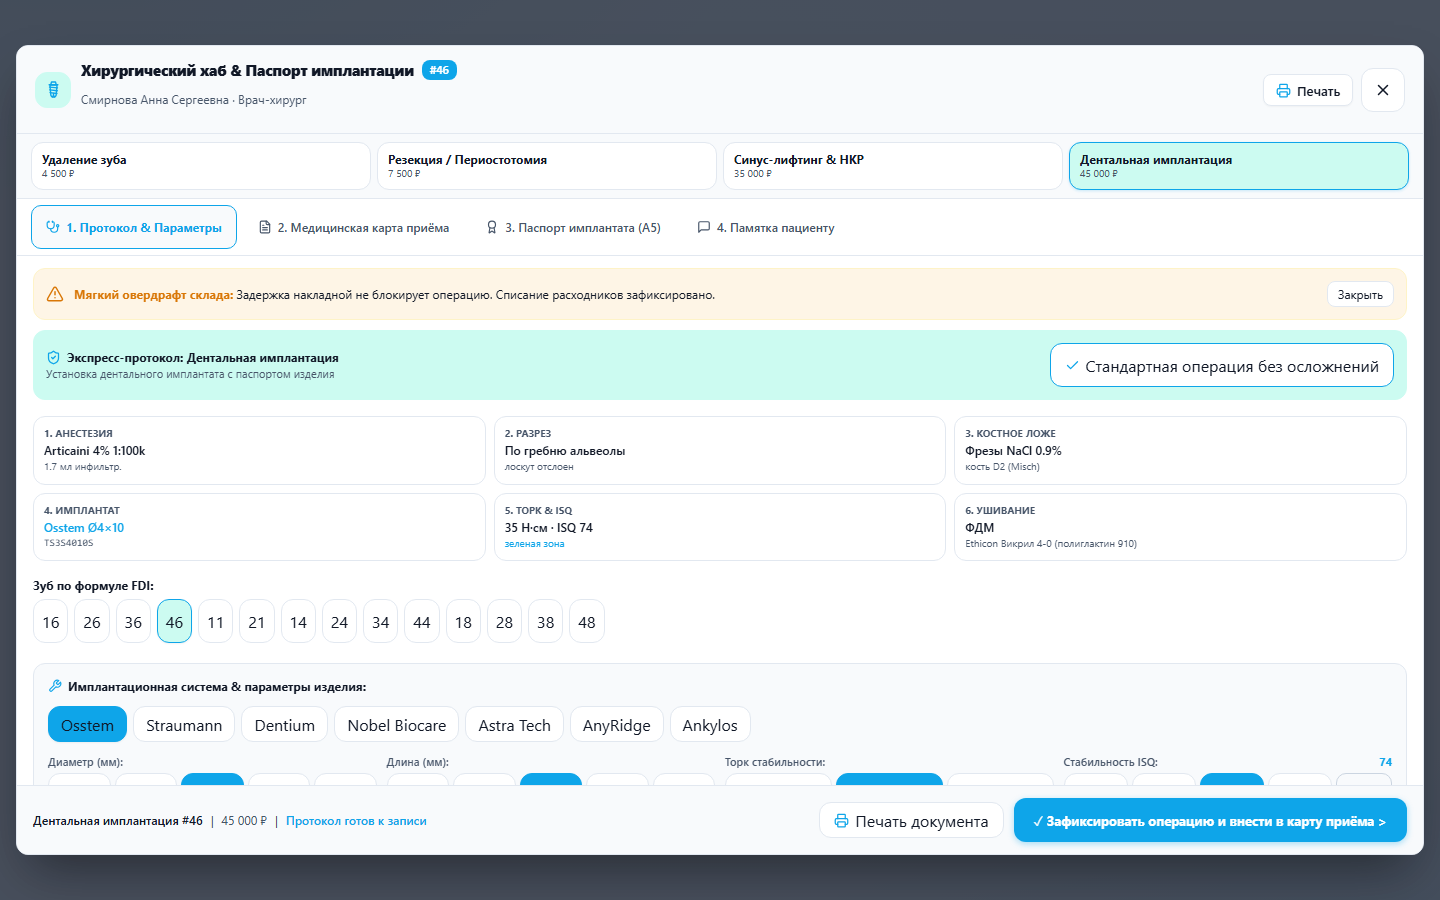 Хирургический хаб & Паспорт имплантации #46
Смирнова Анна Сергеевна · Врач-хирург
Печать
Удаление зуба
4 500 ₽
Резекция / Периостотомия
7 500 ₽
Синус-лифтинг & НКР
35 000 ₽
Дентальная имплантация
45 000 ₽
1. Протокол & Параметры
2. Медицинская карта приёма
3. Паспорт имплантата (А5)
4. Памятка пациенту
Мягкий овердрафт склада: Задержка накладной не блокирует операцию. Списание расходников зафиксировано.
Закрыть
Экспресс-протокол: Дентальная имплантация
Установка дентального имплантата с паспортом изделия
Стандартная операция без осложнений
1. АНЕСТЕЗИЯ
Articaini 4% 1:100k
1.7 мл инфильтр.
2. РАЗРЕЗ
По гребню альвеолы
лоскут отслоен
3. КОСТНОЕ ЛОЖЕ
Фрезы NaCl 0.9%
кость D2 (Misch)
4. ИМПЛАНТАТ
Osstem Ø4×10
TS3S4010S
5. ТОРК & ISQ
35 Н·см · ISQ 74
зеленая зона
6. УШИВАНИЕ
ФДМ
Ethicon Викрил 4-0 (полиглактин 910)
Зуб по формуле FDI:
16 26 36 46 11 21 14 24 34 44 18 28 38 48
Имплантационная система & параметры изделия:
Osstem Straumann Dentium Nobel Biocare Astra Tech AnyRidge Ankylos
Диаметр (мм):
Длина (мм):
Торк стабильности:
Стабильность ISQ: 74
Дентальная имплантация #46 | 45 000 ₽ | Протокол готов к записи
Печать документа
✓ Зафиксировать операцию и внести в карту приёма >